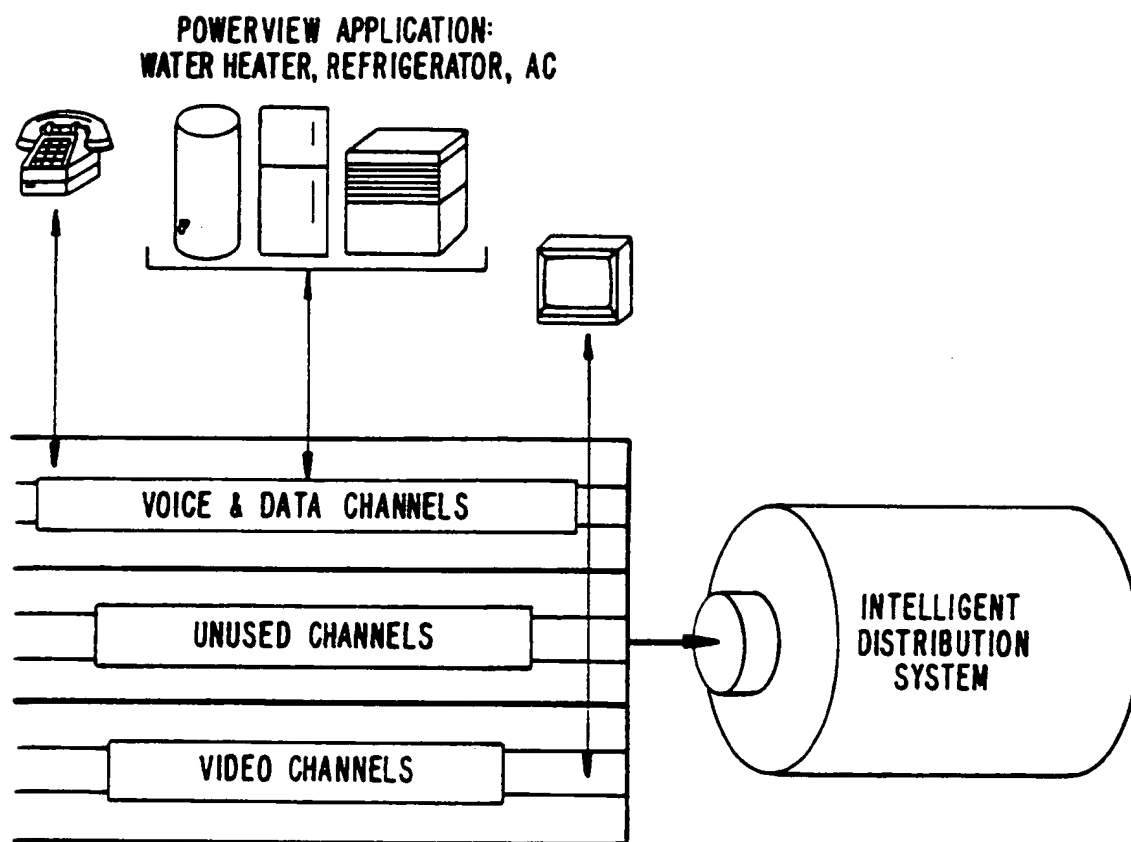 POWERVIEW APPLICATION:
WATER HEATER, REFRIGERATOR, AC
VOICE & DATA CHANNELS
UNUSED CHANNELS
VIDEO CHANNELS
INTELLIGENT
DISTRIBUTION
SYSTEM